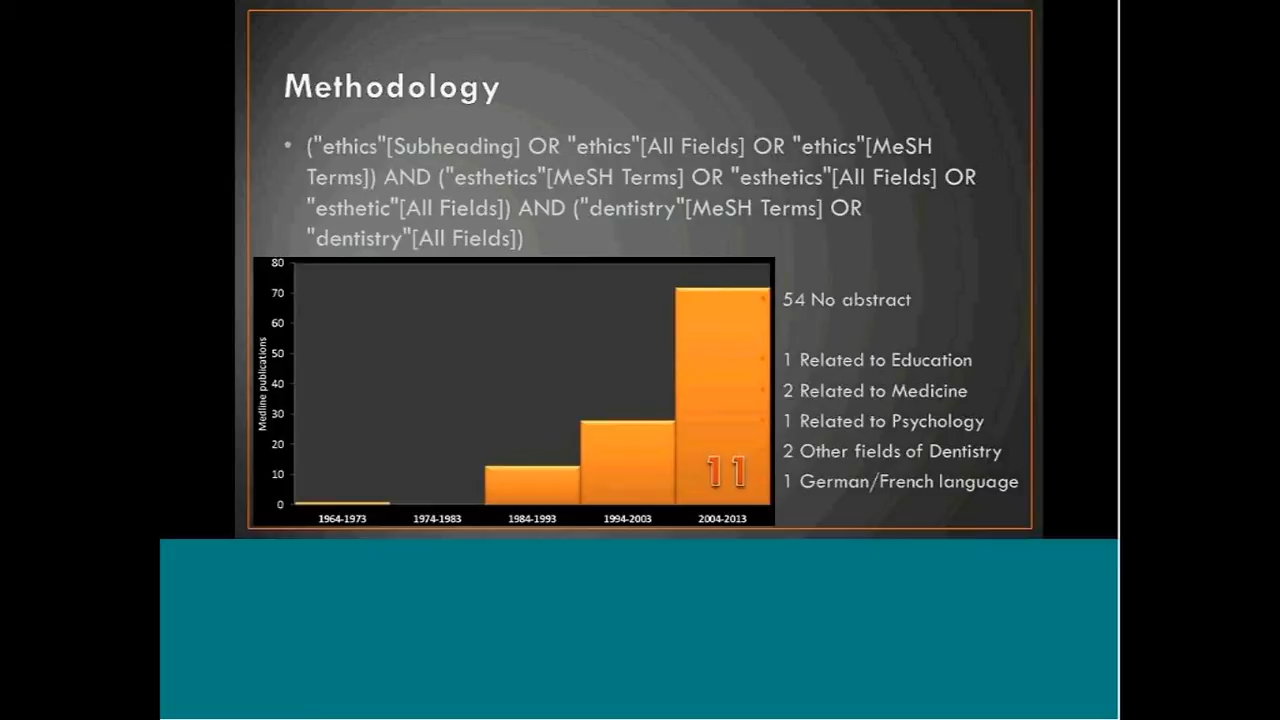 Methodology
• ("ethics"[Subheading] OR "ethics"[All Fields] OR "ethics"[MeSH
Terms]) AND ("esthetics"[MeSH Terms] OR "esthetics"[All Fields] OR
"esthetic"[All Fields]) AND ("dentistry"[MeSH Terms] OR
"dentistry"[All Fields])
80
70
60
50
40
30
20
10
0
Medline publications
1964-1973
1974-1983
1984-1993
1994-2003
2004-2013
11
54 No abstract
1 Related to Education
2 Related to Medicine
1 Related to Psychology
2 Other fields of Dentistry
1 German/French language